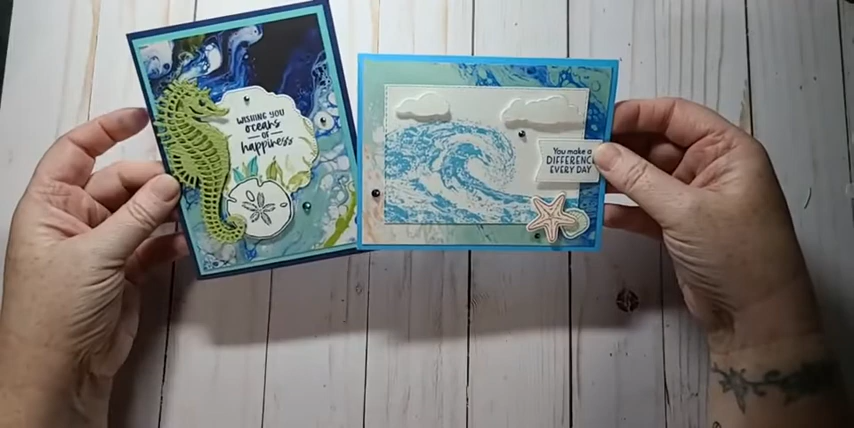 WISHING YOU
oceans
OF
happiness
You make a
DIFFERENCE
EVERY DAY